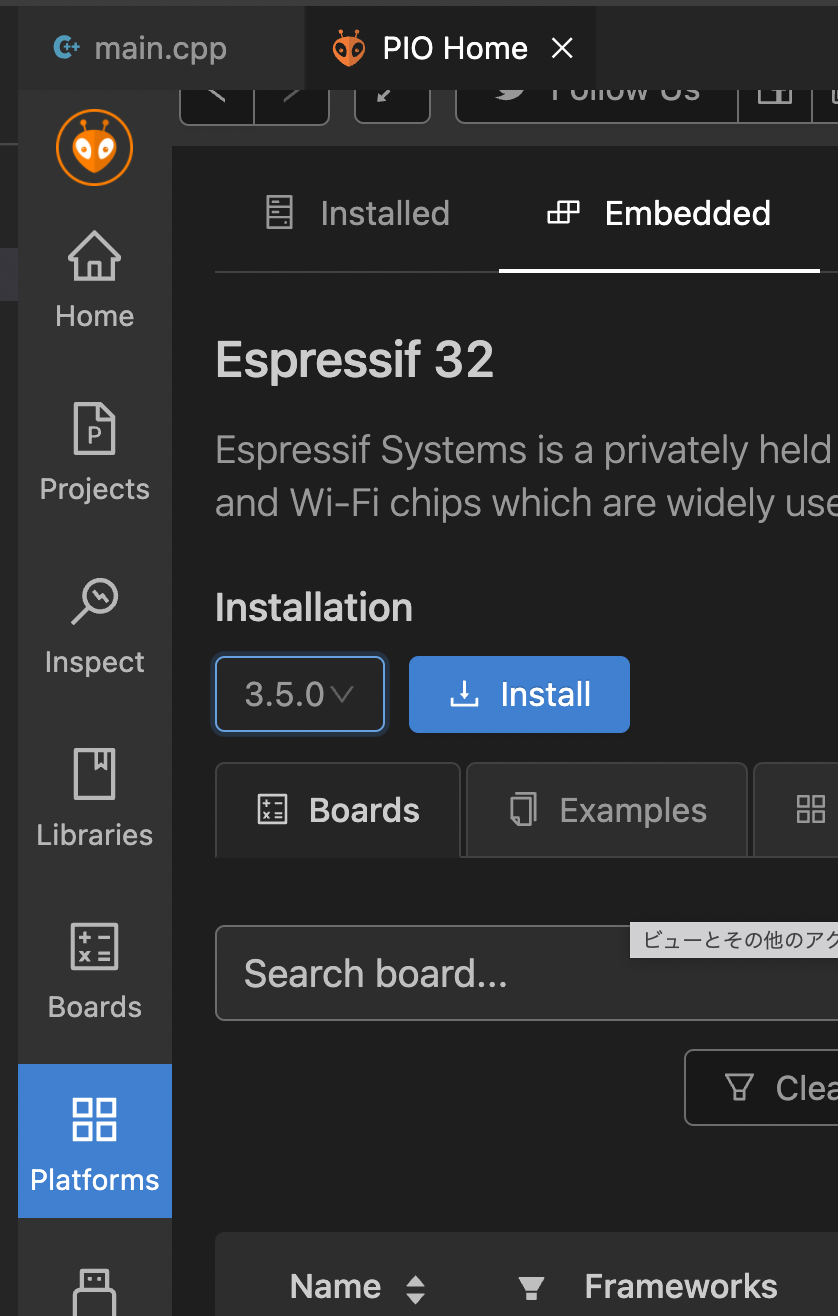 main.cpp
PIO Home
Follow Us
Installed
Embedded
Home
Projects
Inspect
Libraries
Boards
Platforms
Espressif 32
Espressif Systems is a privately held
and Wi-Fi chips which are widely use
Installation
3.5.0
Install
Boards
Examples
Search board...
ビューとその他のアク
Clea
Name
Frameworks